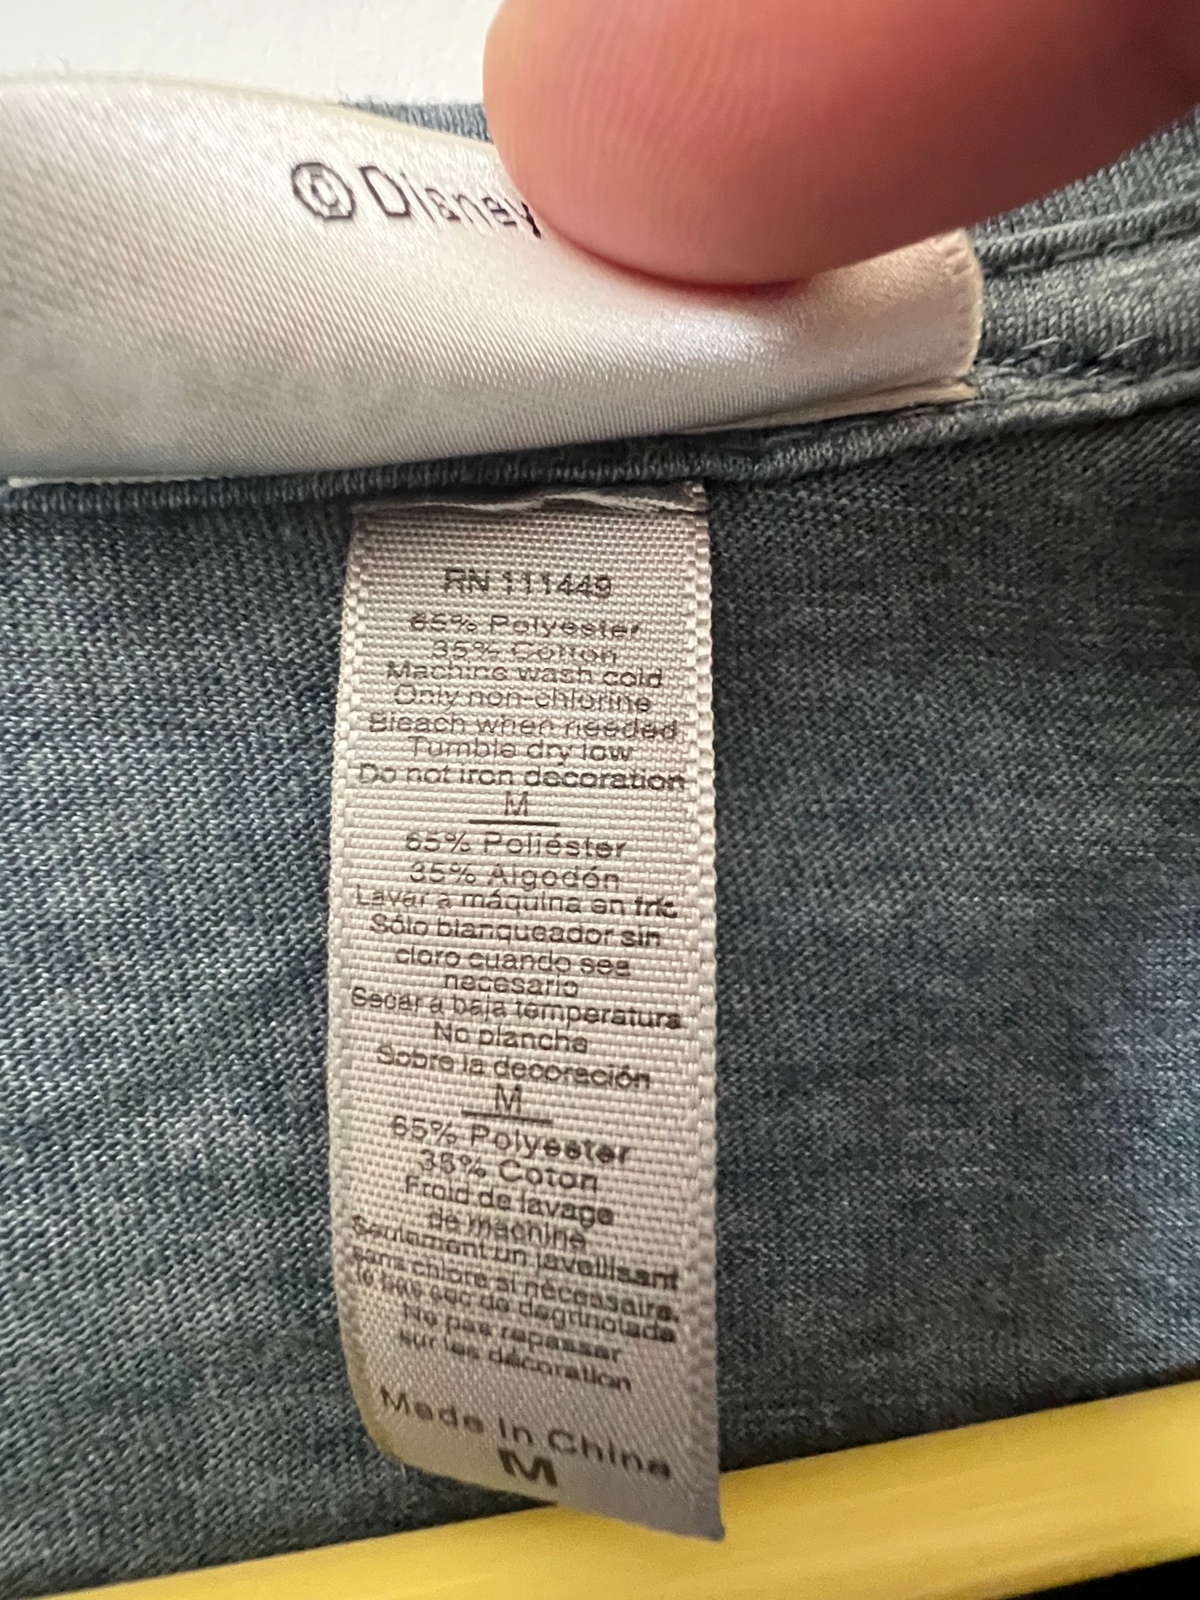 © Disney
RN 111449
65% Polyester
35% Cotton
Machine wash cold
Only non-chlorine
Bleach when needed
Tumble dry low
Do not iron decoration
M
65% Poliéster
35% Algodón
Lavar a máquina en fric
Sólo blanqueador sin
cloro cuando sea
necesario
Secar a baja temperatura
No plancha
Sobre la decoración
M
65% Polyester
35% Coton
Froid de lavage
de machine
Seulement un javellisant
sans chlore si nécessaire.
le bas sec de degringolade
Ne pas repasser
sur les décoration
Made in China
M